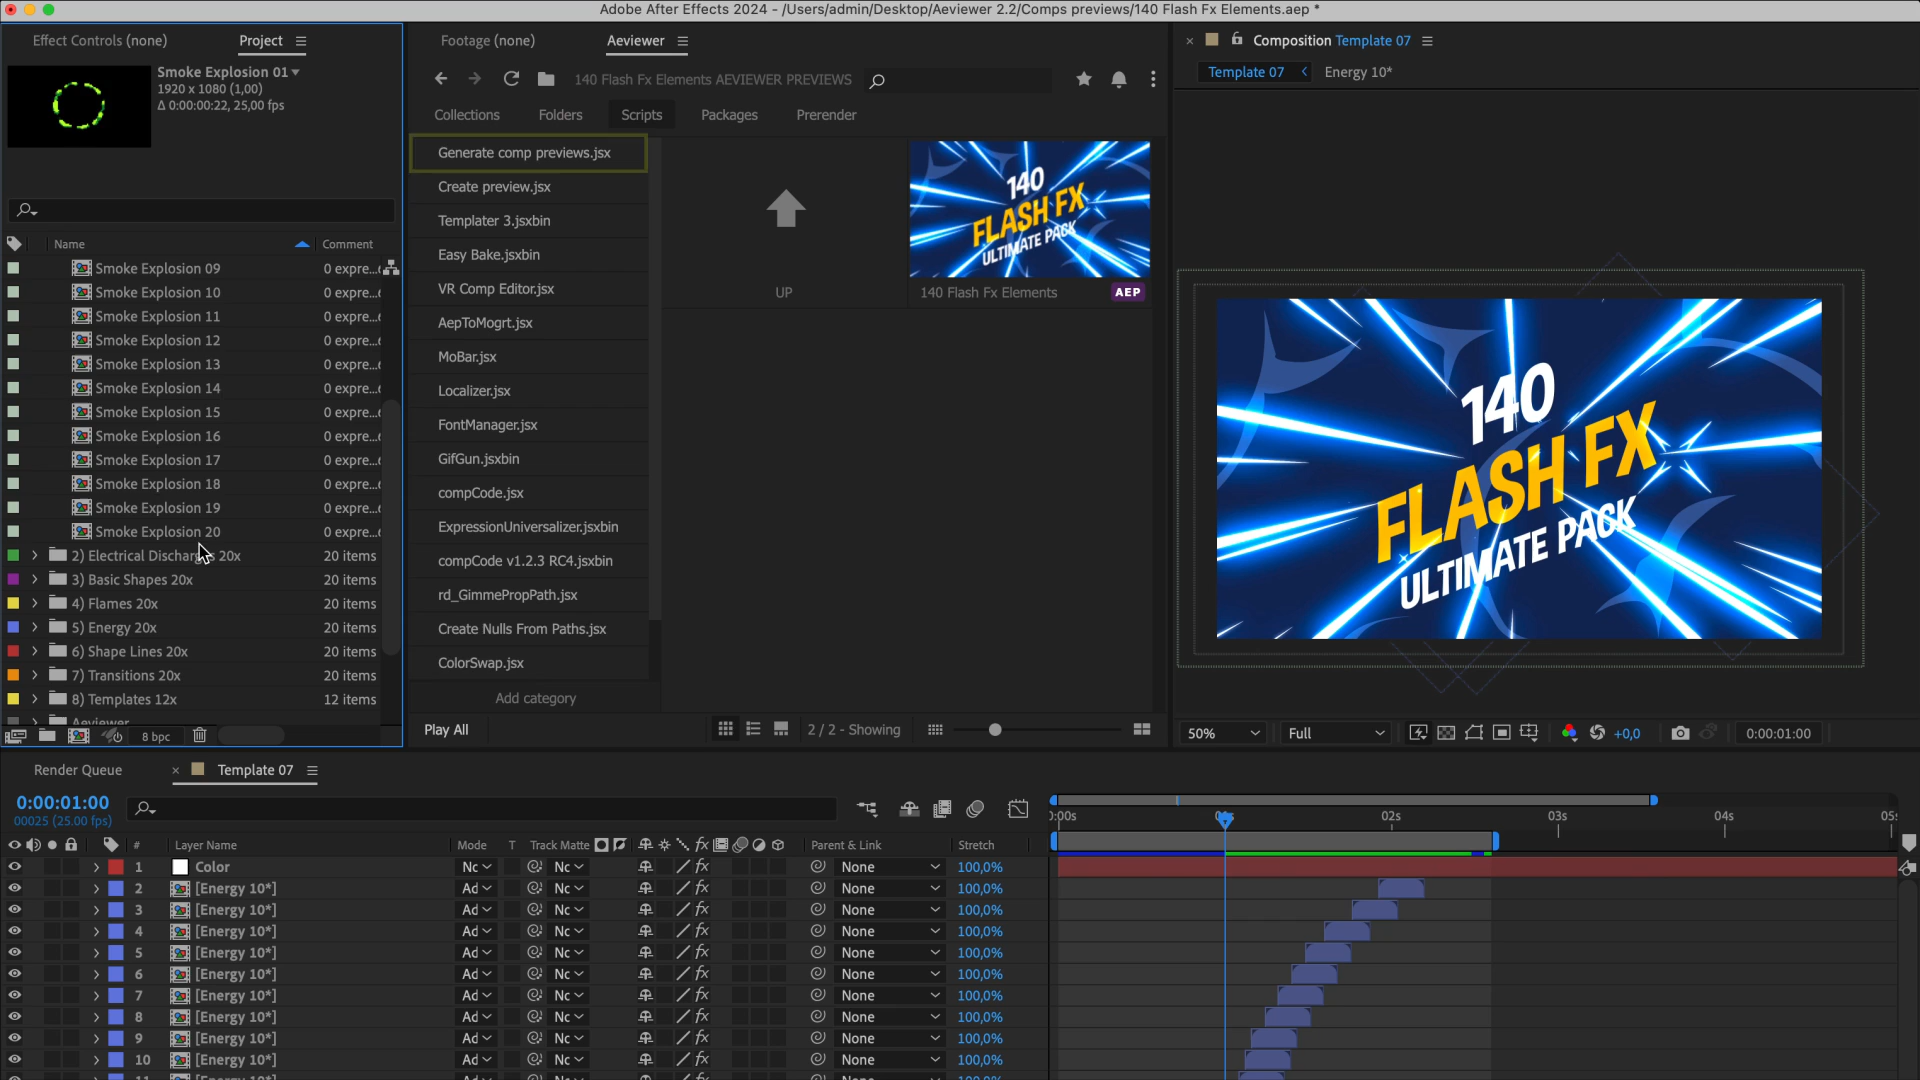 Adobe After Effects 2024 - /Users/admin/Desktop/Aeviewer 2.2/Comps previews/140 Flash Fx Elements.aep *
Effect Controls (none)
Project
Smoke Explosion 01
1920 x 1080 (1,00)
Δ 0:00:00:22, 25,00 fps
Name
Comment
Smoke Explosion 09
0 expre...
Smoke Explosion 10
0 expre...
Smoke Explosion 11
0 expre...
Smoke Explosion 12
0 expre...
Smoke Explosion 13
0 expre...
Smoke Explosion 14
0 expre...
Smoke Explosion 15
0 expre...
Smoke Explosion 16
0 expre...
Smoke Explosion 17
0 expre...
Smoke Explosion 18
0 expre...
Smoke Explosion 19
0 expre...
Smoke Explosion 20
0 expre...
2) Electrical 20x
20 items
3) Basic Shapes 20x
20 items
4) Flames 20x
20 items
5) Energy 20x
20 items
6) Shape Lines 20x
20 items
7) Transitions 20x
20 items
8) Templates 12x
12 items
Aeviewer
8 bpc
Footage (none)
Aeviewer
140 Flash Fx Elements AEVIEWER PREVIEWS
Collections
Folders
Scripts
Packages
Prerender
Generate comp previews.jsx
Create preview.jsx
Templater 3.jsxbin
Easy Bake.jsxbin
VR Comp Editor.jsx
AepToMogrt.jsx
MoBar.jsx
Localizer.jsx
FontManager.jsx
GifGun.jsxbin
compCode.jsx
ExpressionUniversalizer.jsxbin
compCode v1.2.3 RC4.jsxbin
rd_GimmePropPath.jsx
Create Nulls From Paths.jsx
ColorSwap.jsx
Add category
Play All
UP
140
FLASH FX
ULTIMATE PACK
140 Flash Fx Elements
AEP
2 / 2 - Showing
× Composition Template 07
Template 07
Energy 10*
140
FLASH FX
ULTIMATE PACK
50%
Full
+0,0
0:00:01:00
Render Queue
× Template 07
0:00:01:00
00025 (25.00 fps)
# Layer Name
Mode
T
Track Matte
fx
Parent & Link
Stretch
:00s
02s
03s
04s
05:
1 Color
Nc
Nc
fx
None
100,0%
2 [Energy 10*]
Ad
Nc
fx
None
100,0%
3 [Energy 10*]
Ad
Nc
fx
None
100,0%
4 [Energy 10*]
Ad
Nc
fx
None
100,0%
5 [Energy 10*]
Ad
Nc
fx
None
100,0%
6 [Energy 10*]
Ad
Nc
fx
None
100,0%
7 [Energy 10*]
Ad
Nc
fx
None
100,0%
8 [Energy 10*]
Ad
Nc
fx
None
100,0%
9 [Energy 10*]
Ad
Nc
fx
None
100,0%
10 [Energy 10*]
Ad
Nc
fx
None
100,0%